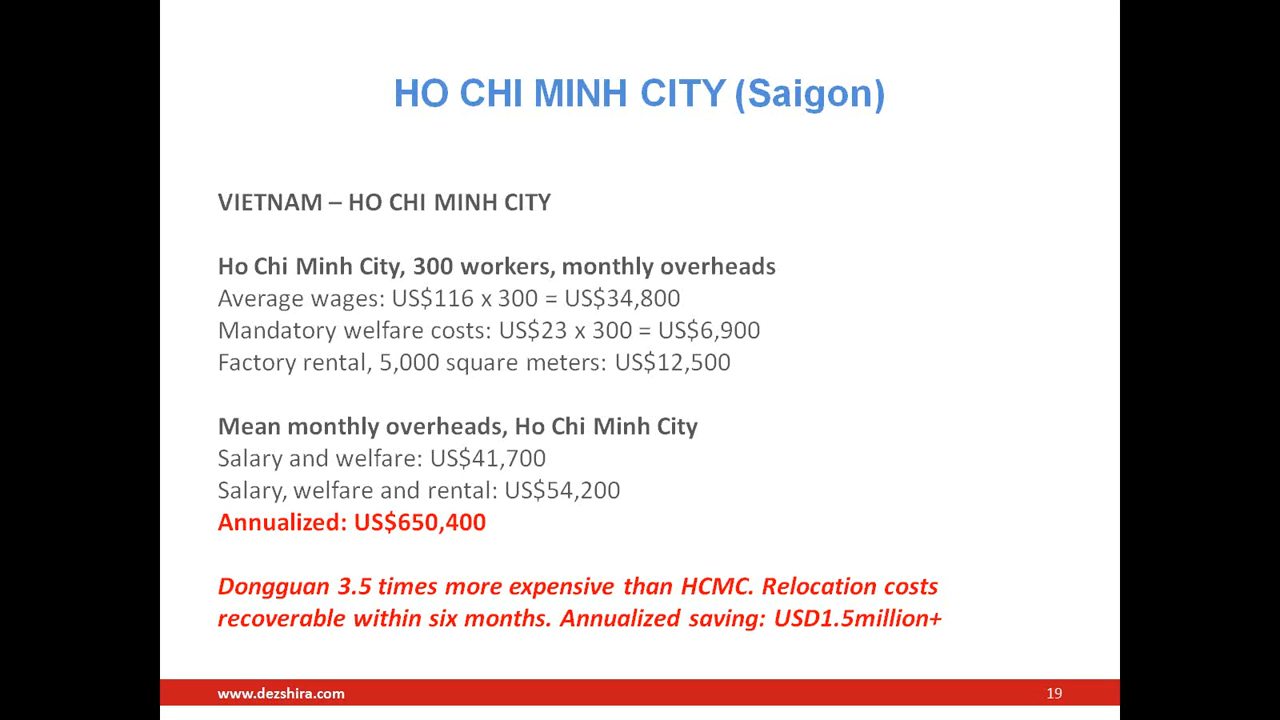 HO CHI MINH CITY (Saigon)
VIETNAM – HO CHI MINH CITY
Ho Chi Minh City, 300 workers, monthly overheads
Average wages: US$116 x 300 = US$34,800
Mandatory welfare costs: US$23 x 300 = US$6,900
Factory rental, 5,000 square meters: US$12,500
Mean monthly overheads, Ho Chi Minh City
Salary and welfare: US$41,700
Salary, welfare and rental: US$54,200
Annualized: US$650,400
Dongguan 3.5 times more expensive than HCMC. Relocation costs
recoverable within six months. Annualized saving: USD1.5million+
www.dezshira.com
19